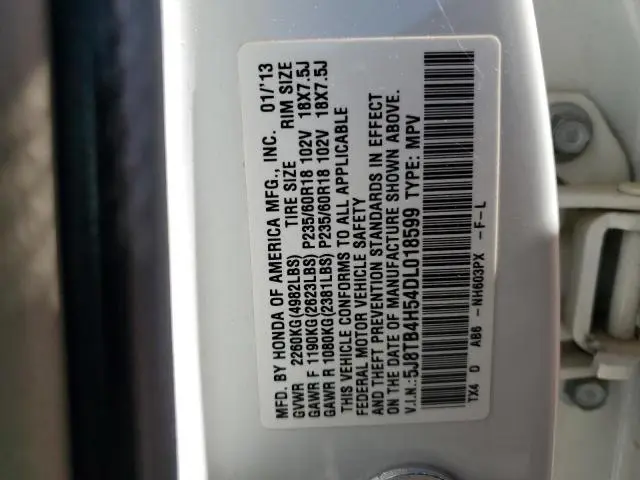 MFD. BY HONDA OF AMERICA MFG., INC. 01/'13
GVWR 2260KG(4982LBS) TIRE SIZE RIM SIZE
GAWR F 1190KG(2623LBS) P235/60R18 102V 18X7.5J
GAWR R 1080KG(2381LBS) P235/60R18 102V 18X7.5J
THIS VEHICLE CONFORMS TO ALL APPLICABLE
FEDERAL MOTOR VEHICLE SAFETY
AND THEFT PREVENTION STANDARDS IN EFFECT
ON THE DATE OF MANUFACTURE SHOWN ABOVE.
V.I.N.:5J8TB4H54DL018599 TYPE: MPV
TX4 D AB6 -NH603PX -F-L